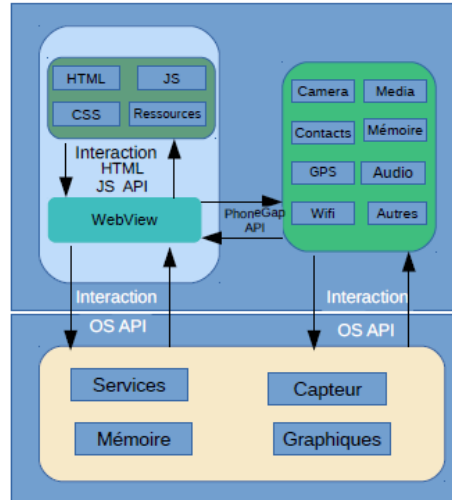 HTML
JS
CSS
Ressources
Interaction
HTML
JS API
WebView
PhoneGap
API
Camera
Media
Contacts
Mémoire
GPS
Audio
Wifi
Autres
Interaction
OS API
Interaction
OS API
Services
Capteur
Mémoire
Graphiques